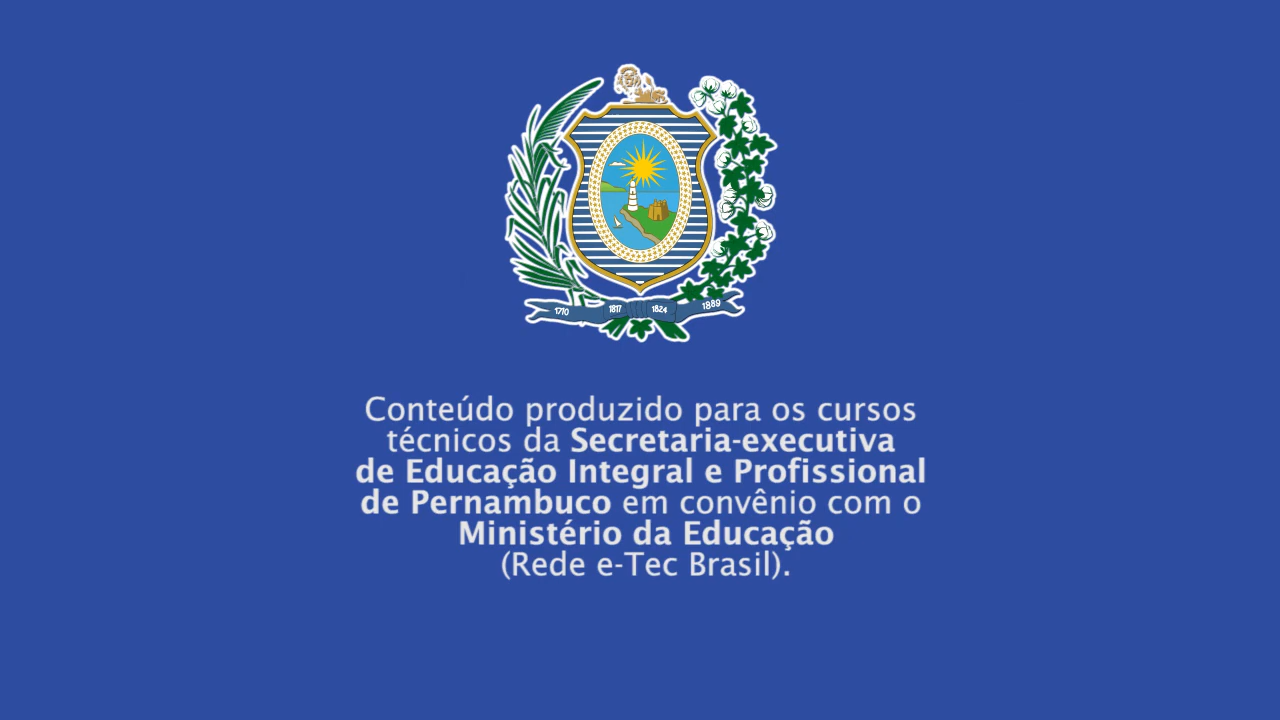 1710 1817 1824 1889
Conteúdo produzido para os cursos
técnicos da Secretaria-executiva
de Educação Integral e Profissional
de Pernambuco em convênio com o
Ministério da Educação
(Rede e-Tec Brasil).